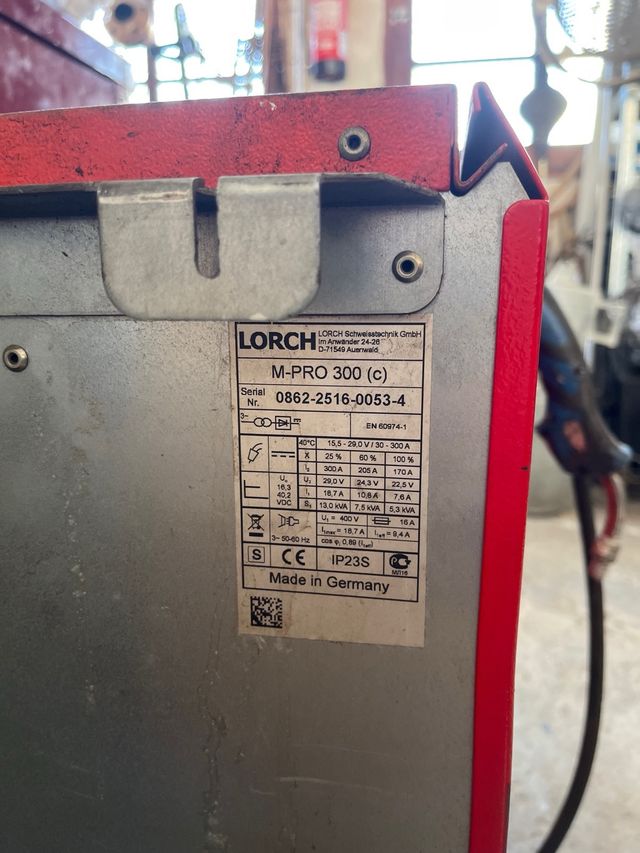 LORCH LORCH Schweisstechnik GmbH
Im Anwänder 24-26
D-71549 Auenwald
M-PRO 300 (c)
Serial Nr. 0862-2516-0053-4
3~ EN 60974-1
40°C 15,5 - 29,0 V / 30 - 300 A
X 25 % 60 % 100 %
I₂ 300 A 205 A 170 A
U₀ 16,3 40,2 VDC U₂ 29,0 V 24,3 V 22,5 V
I₁ 18,7 A 10,8 A 7,6 A
S₁ 13,0 kVA 7,5 kVA 5,3 kVA
U₁ = 400 V 16 A
I₁max = 18,7 A I₁eff = 9,4 A
3~ 50-60 Hz cos φ 0,89 (I₁eff)
S CE IP23S
Made in Germany